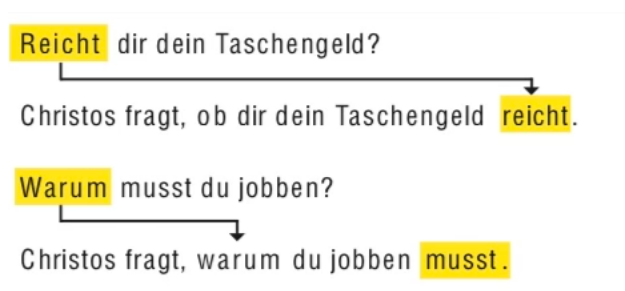 Reicht dir dein Taschengeld?
Christos fragt, ob dir dein Taschengeld reicht.
Warum musst du jobben?
Christos fragt, warum du jobben musst.